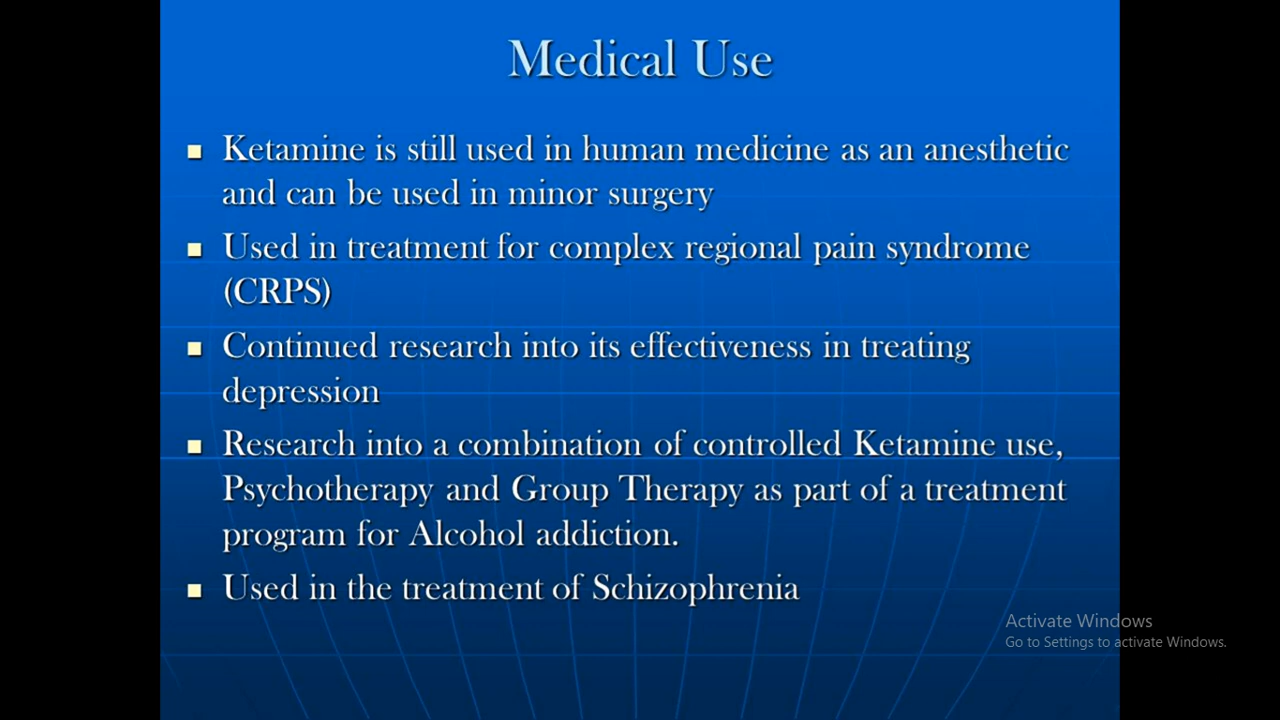 Medical Use
Ketamine is still used in human medicine as an anesthetic
and can be used in minor surgery
Used in treatment for complex regional pain syndrome
(CRPS)
Continued research into its effectiveness in treating
depression
Research into a combination of controlled Ketamine use,
Psychotherapy and Group Therapy as part of a treatment
program for Alcohol addiction.
Used in the treatment of Schizophrenia
Activate Windows
Go to Settings to activate Windows.